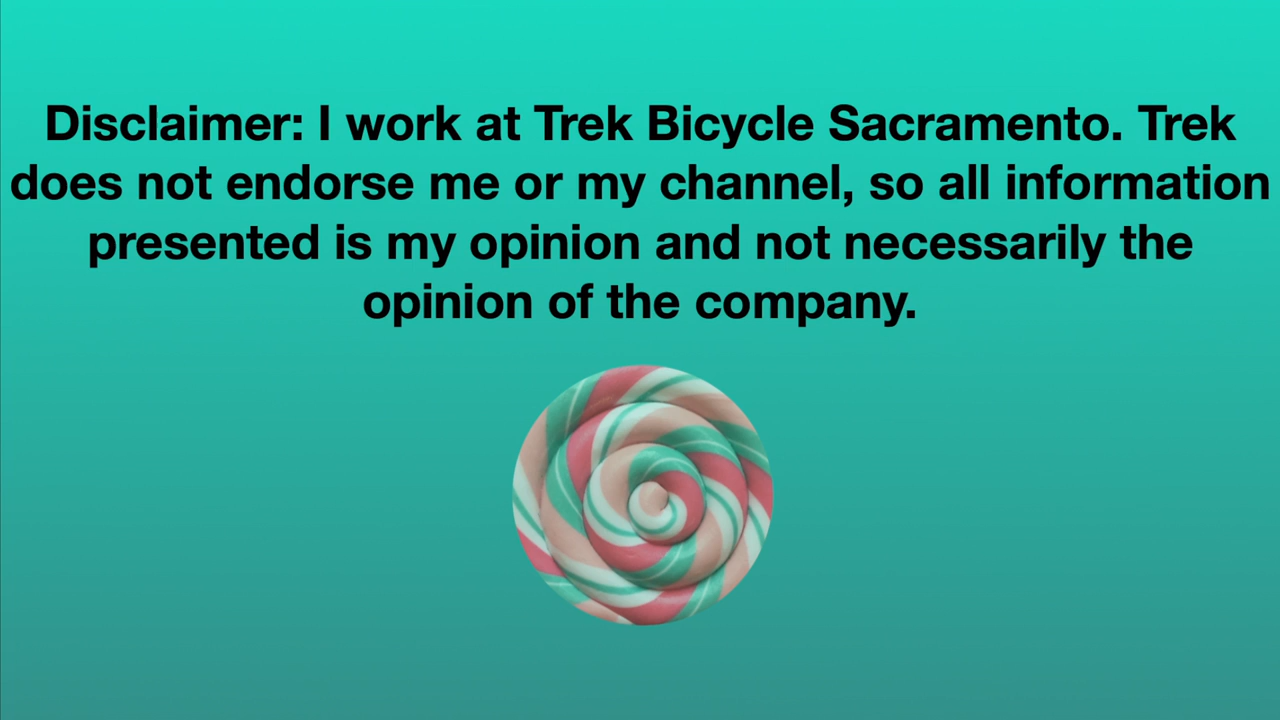 Disclaimer: I work at Trek Bicycle Sacramento. Trek
does not endorse me or my channel, so all information
presented is my opinion and not necessarily the
opinion of the company.